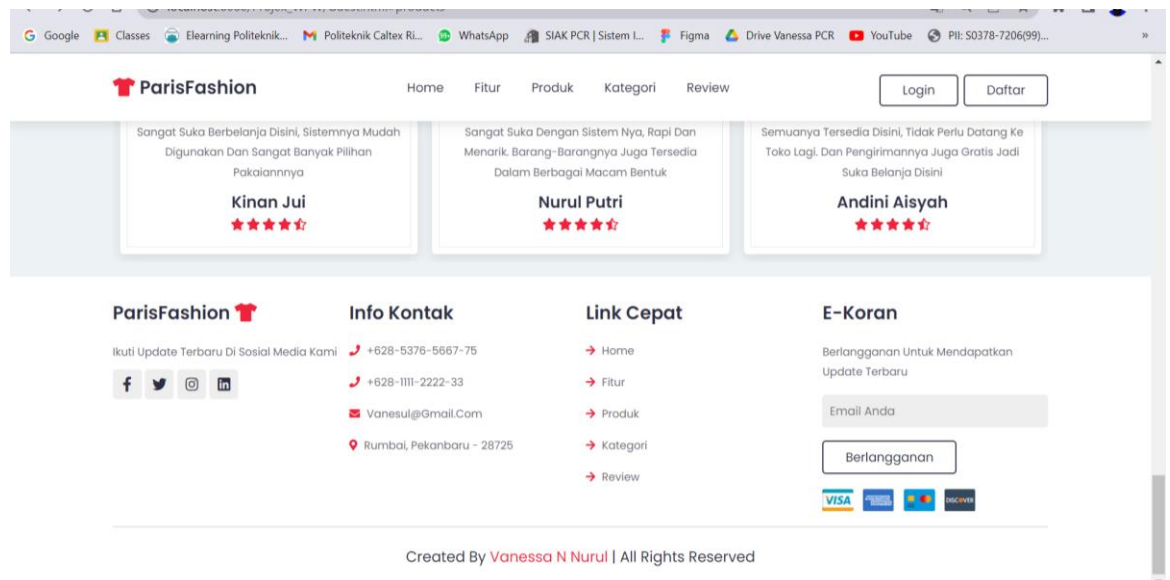 Google Classes Elearning Politeknik... Politeknik Caltex Ri... WhatsApp SIAK PCR | Sistem I... Figma Drive Vanessa PCR YouTube PII: S0378-7206(99)... »
ParisFashion Home Fitur Produk Kategori Review Login Daftar
Sangat Suka Berbelanja Disini, Sistemnya Mudah
Digunakan Dan Sangat Banyak Pilihan
Pakaiannnya
Kinan Jui
Sangat Suka Dengan Sistem Nya, Rapi Dan
Menarik. Barang-Barangnya Juga Tersedia
Dalam Berbagai Macam Bentuk
Nurul Putri
Semuanya Tersedia Disini, Tidak Perlu Datang Ke
Toko Lagi. Dan Pengirimannya Juga Gratis Jadi
Suka Belanja Disini
Andini Aisyah
ParisFashion
Ikuti Update Terbaru Di Sosial Media Kami
Info Kontak
+628-5376-5667-75
+628-1111-2222-33
Vanesul@Gmail.Com
Rumbai, Pekanbaru - 28725
Link Cepat
Home
Fitur
Produk
Kategori
Review
E-Koran
Berlangganan Untuk Mendapatkan
Update Terbaru
Email Anda
Berlangganan
VISA DISCOVER
Created By Vanessa N Nurul | All Rights Reserved